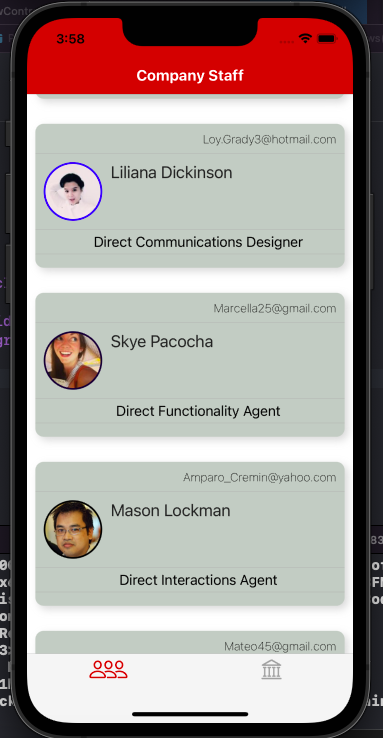 3:58
Company Staff
Loy.Grady3@hotmail.com
Liliana Dickinson
Direct Communications Designer
Marcella25@gmail.com
Skye Pacocha
Direct Functionality Agent
Amparo_Cremin@yahoo.com
Mason Lockman
Direct Interactions Agent
Mateo45@gmail.com